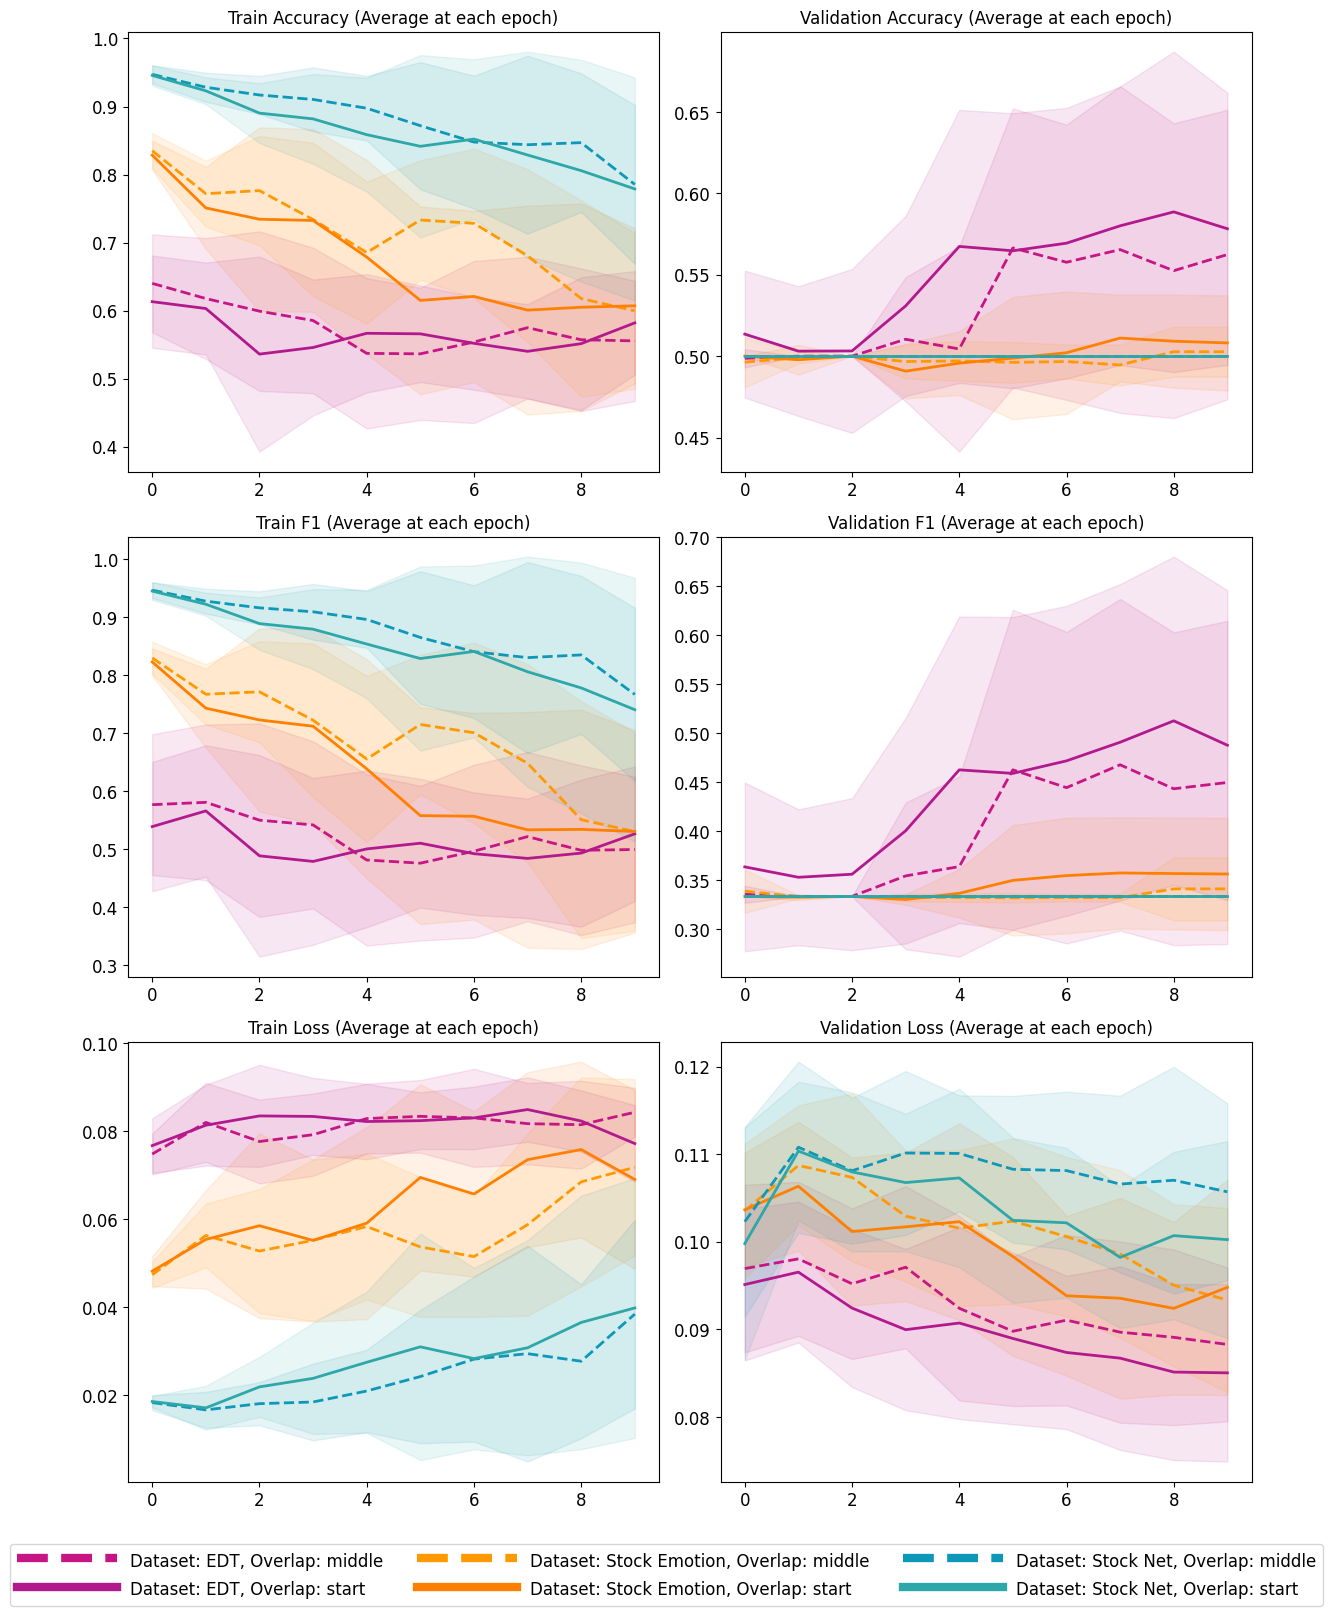 Train Accuracy (Average at each epoch)
1.0
0.9
0.8
0.7
0.6
0.5
0.4
0 2 4 6 8
Validation Accuracy (Average at each epoch)
0.65
0.60
0.55
0.50
0.45
0 2 4 6 8
Train F1 (Average at each epoch)
1.0
0.9
0.8
0.7
0.6
0.5
0.4
0.3
0 2 4 6 8
Validation F1 (Average at each epoch)
0.70
0.65
0.60
0.55
0.50
0.45
0.40
0.35
0.30
0 2 4 6 8
Train Loss (Average at each epoch)
0.10
0.08
0.06
0.04
0.02
0 2 4 6 8
Validation Loss (Average at each epoch)
0.12
0.11
0.10
0.09
0.08
0 2 4 6 8
Dataset: EDT, Overlap: middle
Dataset: EDT, Overlap: start
Dataset: Stock Emotion, Overlap: middle
Dataset: Stock Emotion, Overlap: start
Dataset: Stock Net, Overlap: middle
Dataset: Stock Net, Overlap: start